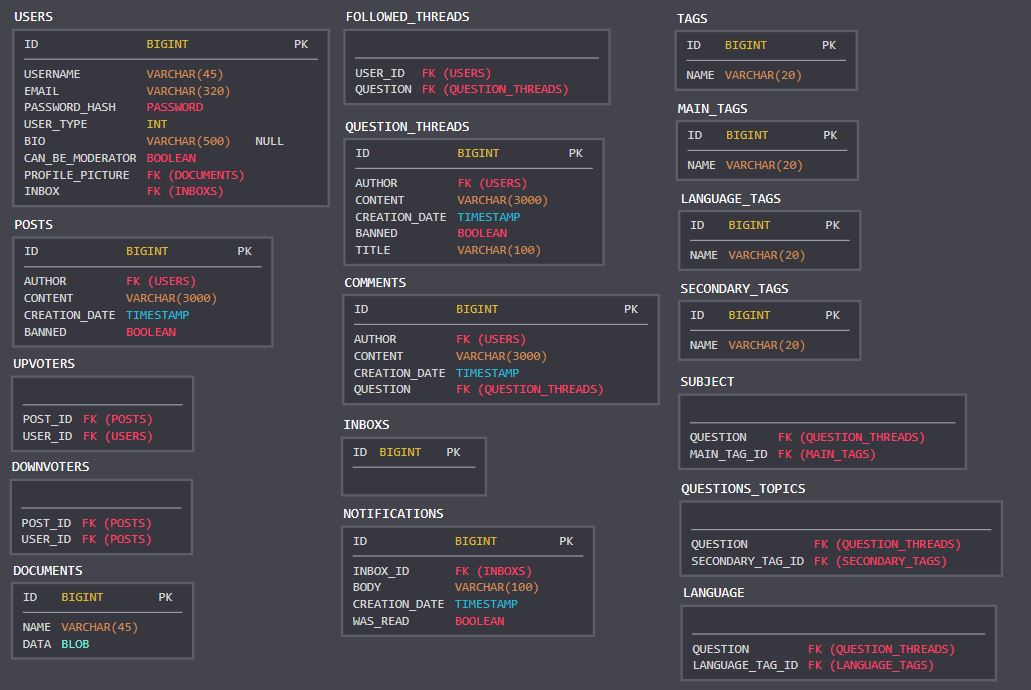 USERS
ID BIGINT PK
USERNAME VARCHAR(45)
EMAIL VARCHAR(320)
PASSWORD_HASH PASSWORD
USER_TYPE INT
BIO VARCHAR(500) NULL
CAN_BE_MODERATOR BOOLEAN
PROFILE_PICTURE FK (DOCUMENTS)
INBOX FK (INBOXS)
POSTS
ID BIGINT PK
AUTHOR FK (USERS)
CONTENT VARCHAR(3000)
CREATION_DATE TIMESTAMP
BANNED BOOLEAN
UPVOTERS
POST_ID FK (POSTS)
USER_ID FK (USERS)
DOWNVOTERS
POST_ID FK (POSTS)
USER_ID FK (POSTS)
DOCUMENTS
ID BIGINT PK
NAME VARCHAR(45)
DATA BLOB
FOLLOWED_THREADS
USER_ID FK (USERS)
QUESTION FK (QUESTION_THREADS)
QUESTION_THREADS
ID BIGINT PK
AUTHOR FK (USERS)
CONTENT VARCHAR(3000)
CREATION_DATE TIMESTAMP
BANNED BOOLEAN
TITLE VARCHAR(100)
COMMENTS
ID BIGINT PK
AUTHOR FK (USERS)
CONTENT VARCHAR(3000)
CREATION_DATE TIMESTAMP
QUESTION FK (QUESTION_THREADS)
INBOXS
ID BIGINT PK
NOTIFICATIONS
ID BIGINT PK
INBOX_ID FK (INBOXS)
BODY VARCHAR(100)
CREATION_DATE TIMESTAMP
WAS_READ BOOLEAN
TAGS
ID BIGINT PK
NAME VARCHAR(20)
MAIN_TAGS
ID BIGINT PK
NAME VARCHAR(20)
LANGUAGE_TAGS
ID BIGINT PK
NAME VARCHAR(20)
SECONDARY_TAGS
ID BIGINT PK
NAME VARCHAR(20)
SUBJECT
QUESTION FK (QUESTION_THREADS)
MAIN_TAG_ID FK (MAIN_TAGS)
QUESTIONS_TOPICS
QUESTION FK (QUESTION_THREADS)
SECONDARY_TAG_ID FK (SECONDARY_TAGS)
LANGUAGE
QUESTION FK (QUESTION_THREADS)
LANGUAGE_TAG_ID FK (LANGUAGE_TAGS)